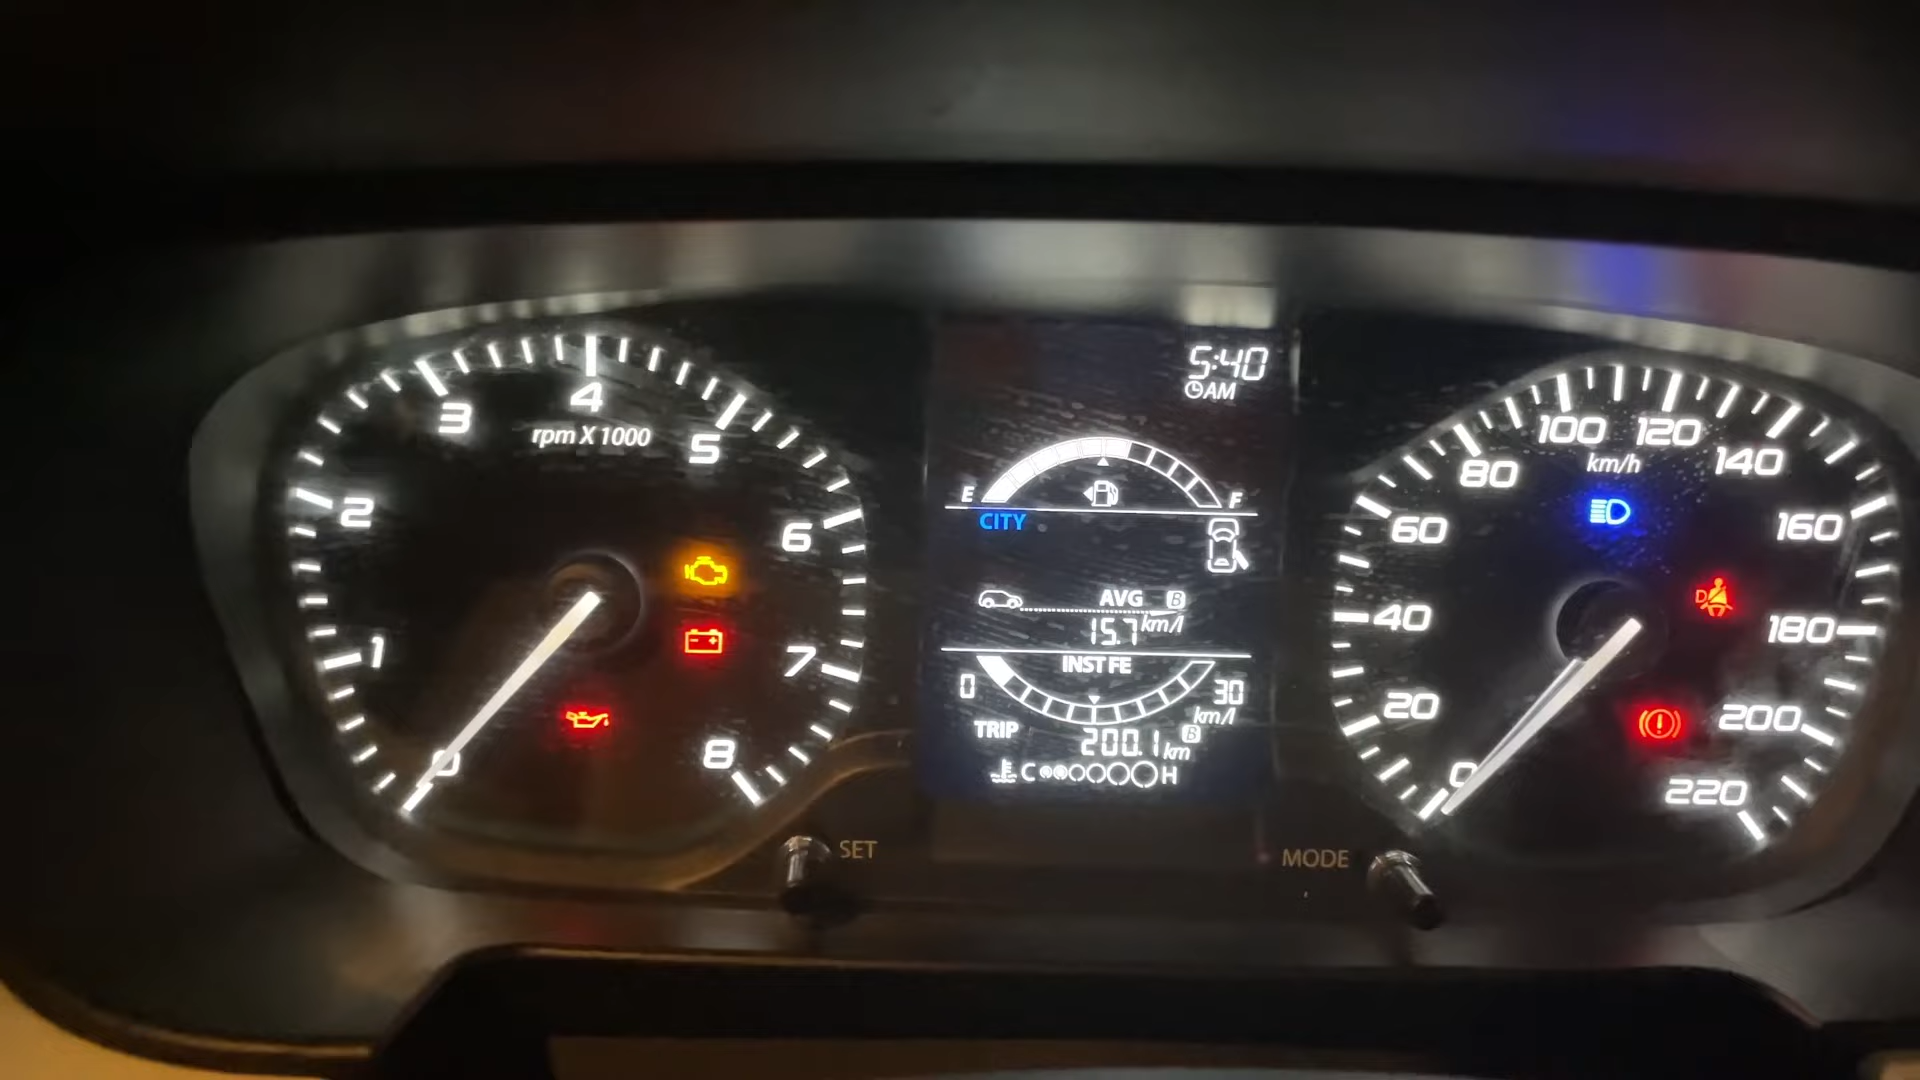 5:40
AM
4
3
5
rpm X 1000
2
6
1
7
0
8
E
F
CITY
AVG B
15.7 km/l
INST FE
0
30
km/l
TRIP
200.1 km B
C
H
100
120
80
km/h
140
60
160
40
180
20
200
0
220
D
SET
MODE